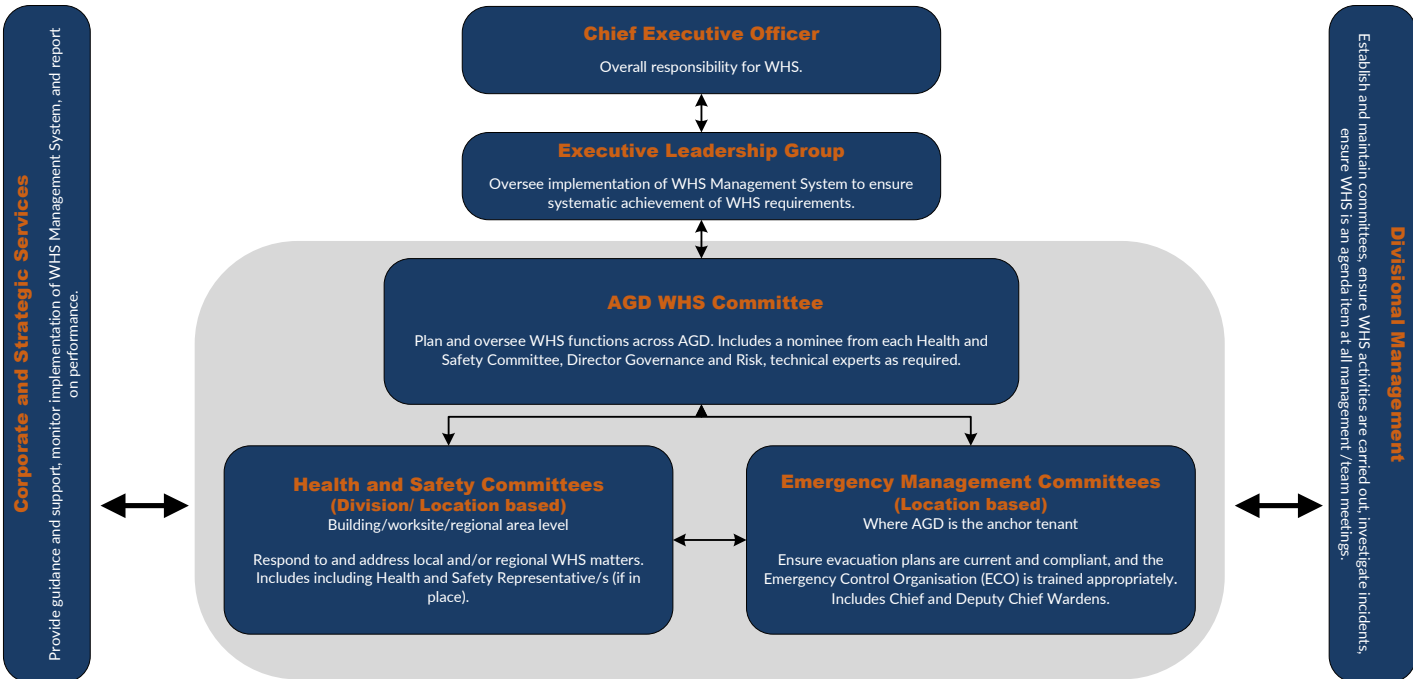 Chief Executive Officer
Overall responsibility for WHS.
Executive Leadership Group
Oversee implementation of WHS Management System to ensure
systematic achievement of WHS requirements.
AGD WHS Committee
Plan and oversee WHS functions across AGD. Includes a nominee from each Health and
Safety Committee, Director Governance and Risk, technical experts as required.
Health and Safety Committees
(Division/ Location based)
Building/worksite/regional area level
Respond to and address local and/or regional WHS matters.
Includes including Health and Safety Representative/s (if in
place).
Emergency Management Committees
(Location based)
Where AGD is the anchor tenant
Ensure evacuation plans are current and compliant, and the
Emergency Control Organisation (ECO) is trained appropriately.
Includes Chief and Deputy Chief Wardens.
Corporate and Strategic Services
Provide guidance and support, monitor implementation of WHS Management System, and report
on performance.
Divisional Management
Establish and maintain committees, ensure WHS activities are carried out, investigate incidents,
ensure WHS is an agenda item at all management /team meetings.